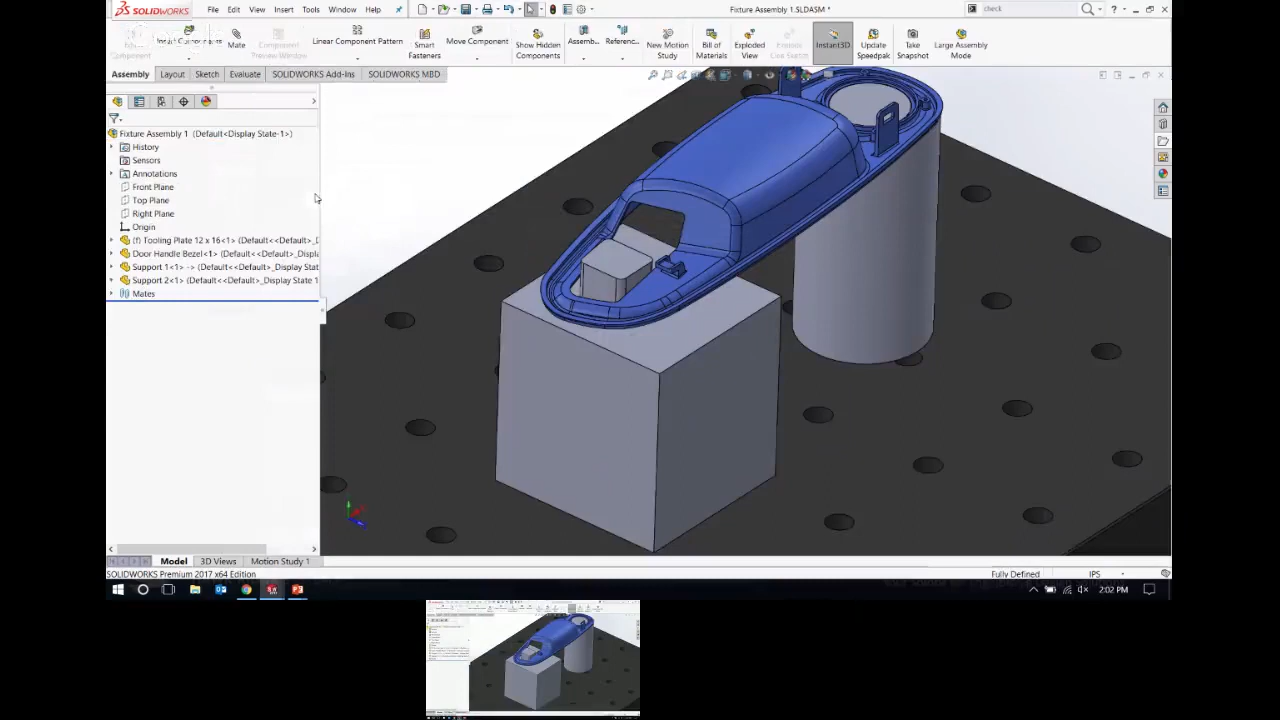 SOLIDWORKS File Edit View Insert Tools Window Help Fixture Assembly 1.SLDASM * check
Insert Components Mate Component Preview Window Linear Component Pattern Smart Fasteners Move Component Show Hidden Components Assemb... Referenc... New Motion Study Bill of Materials Exploded View Explode Line Sketch Instant3D Update Speedpak Take Snapshot Large Assembly Mode
Assembly Layout Sketch Evaluate SOLIDWORKS Add-Ins SOLIDWORKS MBD
Fixture Assembly 1 (Default<Display State-1>)
History
Sensors
Annotations
Front Plane
Top Plane
Right Plane
Origin
(f) Tooling Plate 12 x 16<1> (Default<<Default>_D
Door Handle Bezel<1> (Default<<Default>_Displa
Support 1<1> -> (Default<<Default>_Display Stat
Support 2<1> (Default<<Default>_Display State 1
Mates
Model 3D Views Motion Study 1
SOLIDWORKS Premium 2017 x64 Edition Fully Defined IPS
2:02 PM